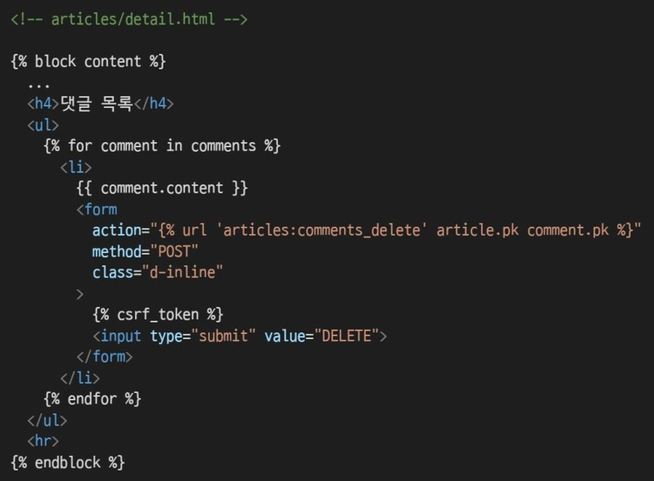 <!-- articles/detail.html -->
{% block content %}
...
<h4>댓글 목록</h4>
<ul>
{% for comment in comments %}
<li>
{{ comment.content }}
<form
action="{% url 'articles:comments_delete' article.pk comment.pk %}"
method="POST"
class="d-inline"
>
{% csrf_token %}
<input type="submit" value="DELETE">
</form>
</li>
{% endfor %}
</ul>
<hr>
{% endblock %}